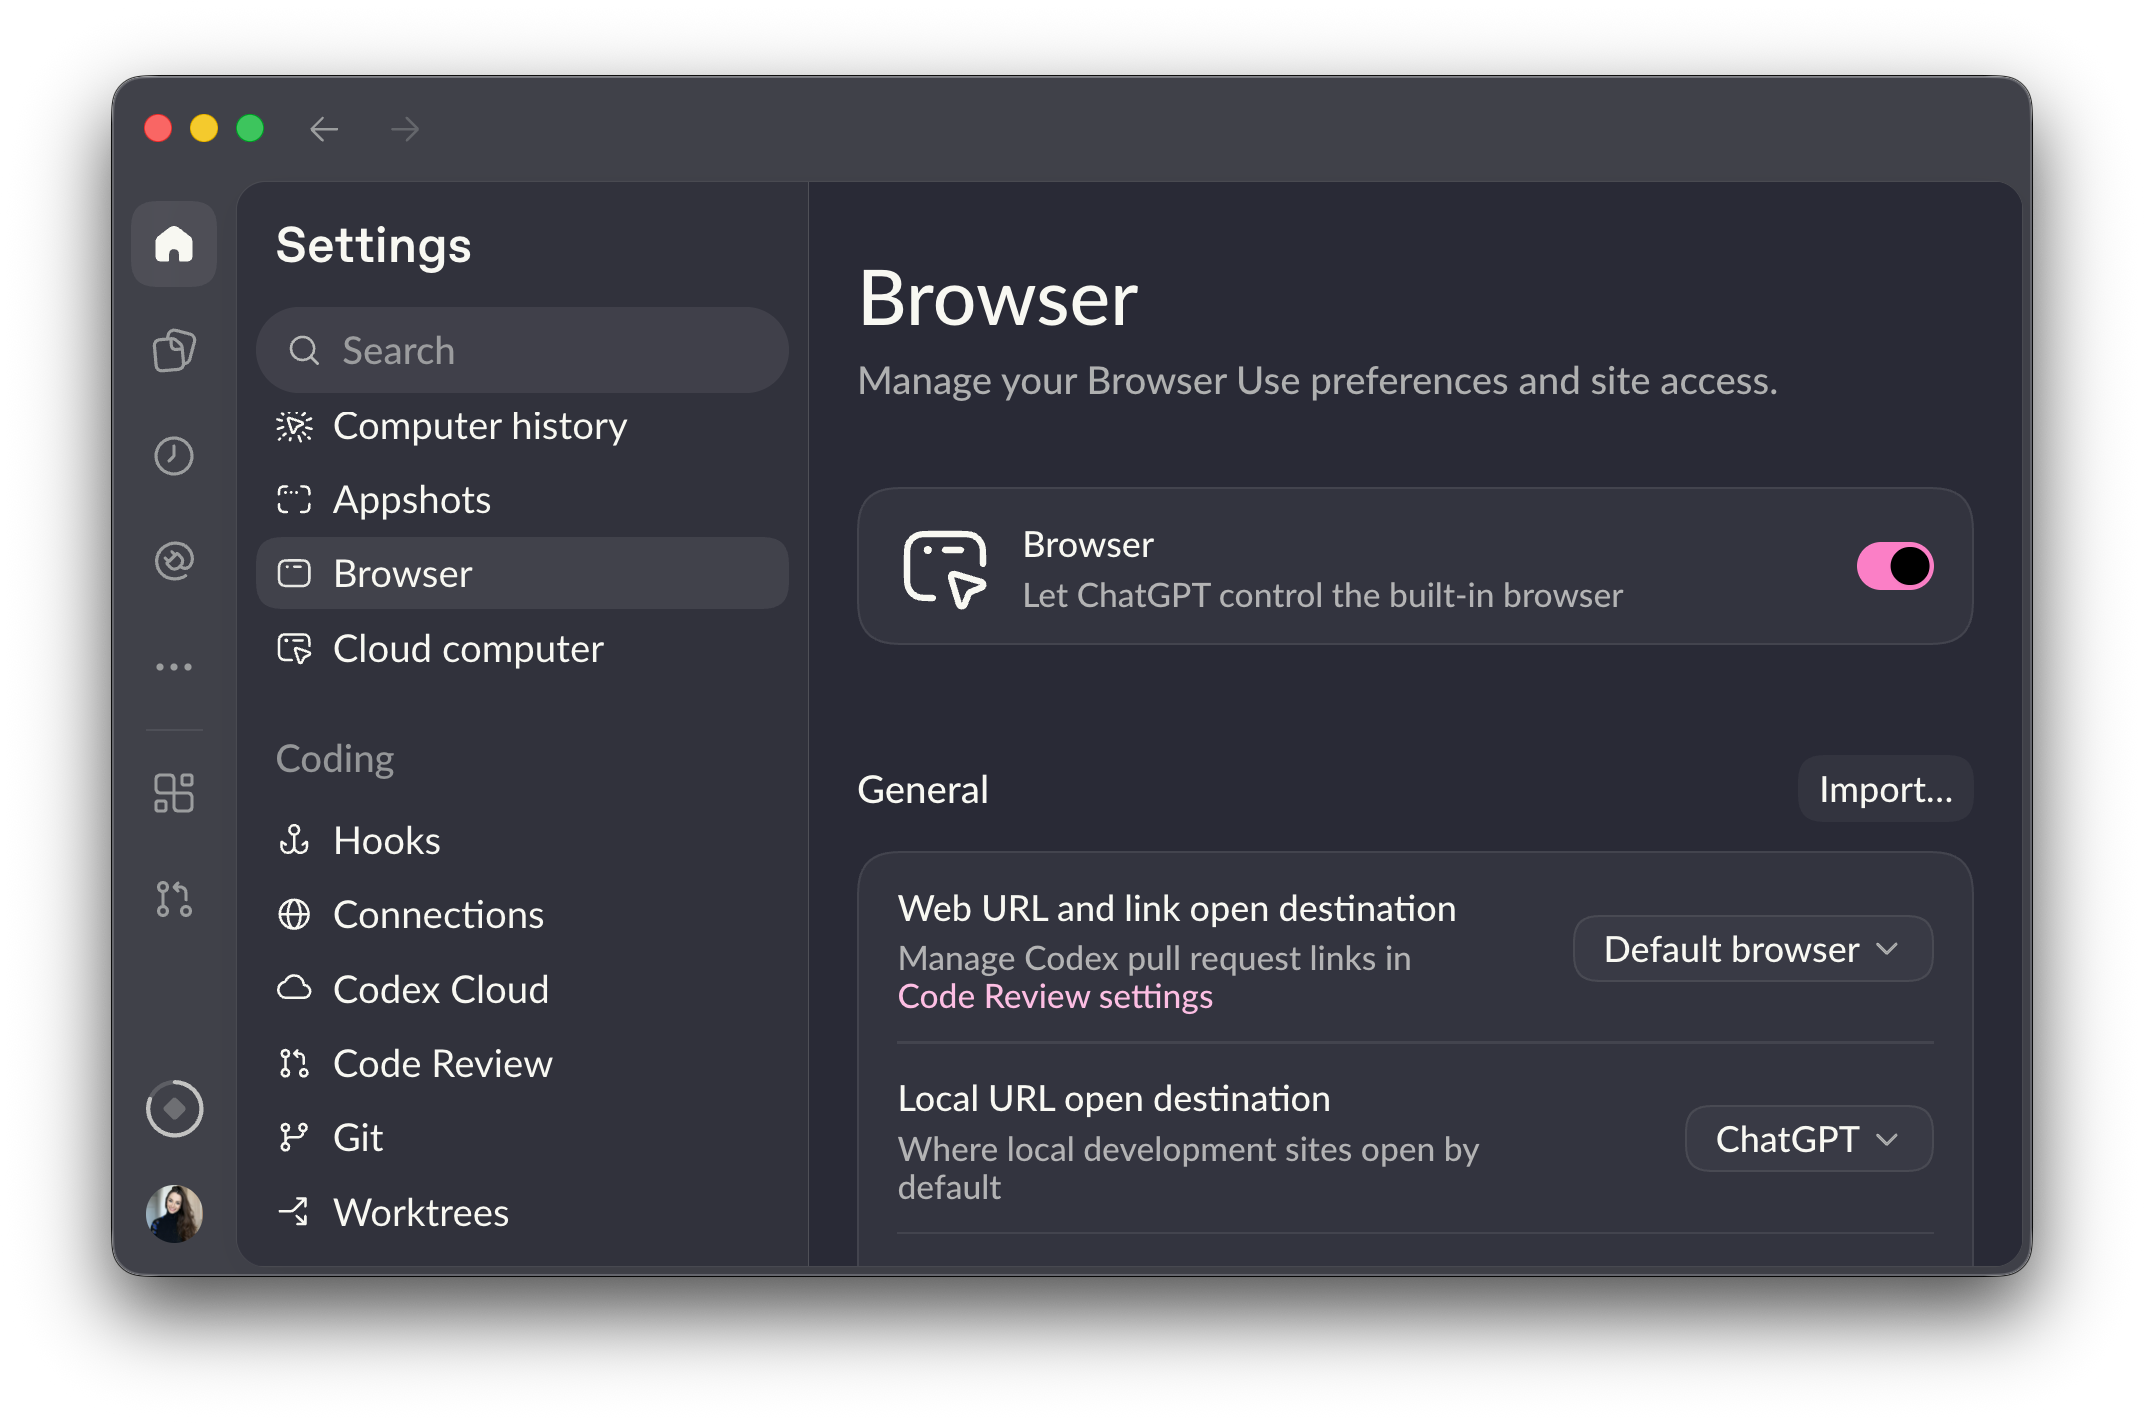 Settings
Search
Computer history
Appshots
Browser
Cloud computer
Coding
Hooks
Connections
Codex Cloud
Code Review
Git
Worktrees
Browser
Manage your Browser Use preferences and site access.
Browser
Let ChatGPT control the built-in browser
General
Import...
Web URL and link open destination
Manage Codex pull request links in
Code Review settings
Default browser
Local URL open destination
Where local development sites open by
default
ChatGPT